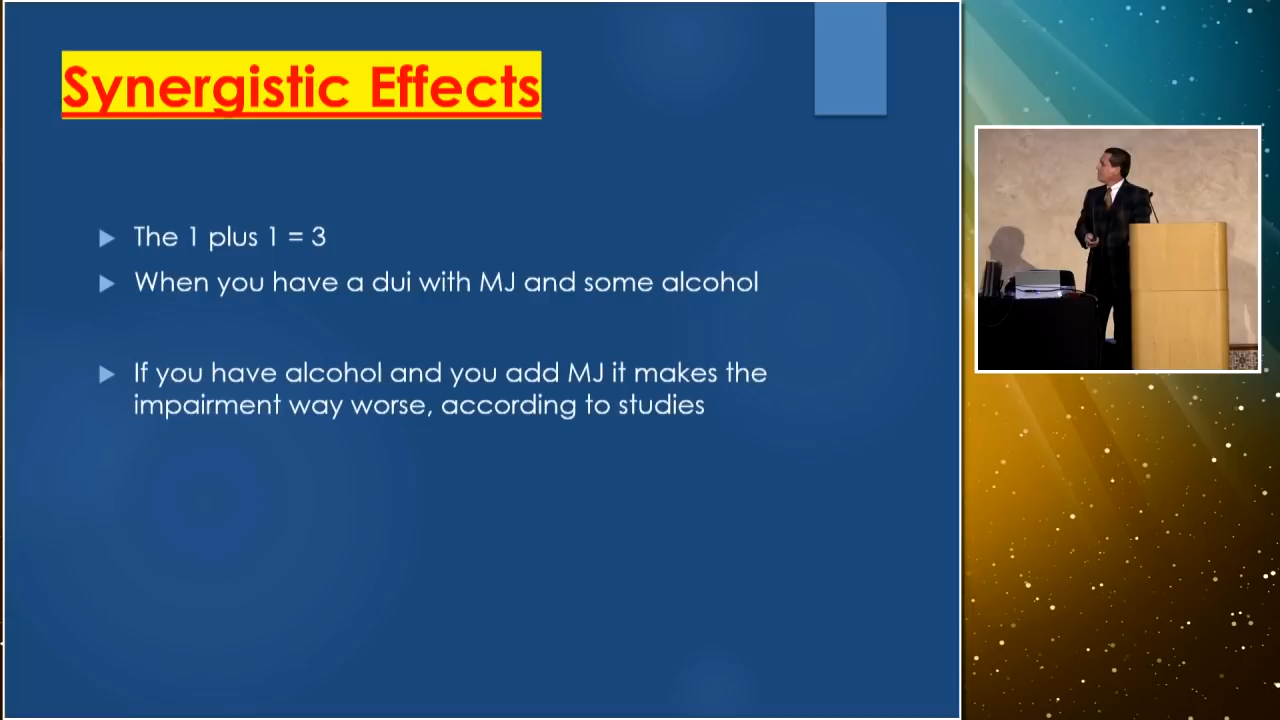 Synergistic Effects
The 1 plus 1 = 3
When you have a dui with MJ and some alcohol
If you have alcohol and you add MJ it makes the
impairment way worse, according to studies